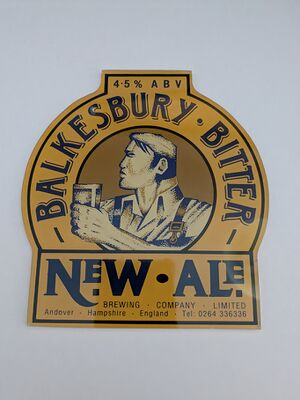 4·5% ABV
- BALKESBURY · BITTER -
NEW · ALE
BREWING · COMPANY · LIMITED
Andover · Hampshire · England · Tel: 0264 336336